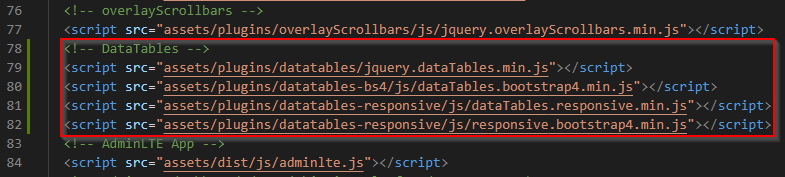 76 <!-- overlayScrollbars -->
77 <script src="assets/plugins/overlayScrollbars/js/jquery.overlayScrollbars.min.js"></script>
78 <!-- DataTables -->
79 <script src="assets/plugins/datatables/jquery.dataTables.min.js"></script>
80 <script src="assets/plugins/datatables-bs4/js/dataTables.bootstrap4.min.js"></script>
81 <script src="assets/plugins/datatables-responsive/js/dataTables.responsive.min.js"></script>
82 <script src="assets/plugins/datatables-responsive/js/responsive.bootstrap4.min.js"></script>
83 <!-- AdminLTE App -->
84 <script src="assets/dist/js/adminlte.js"></script>